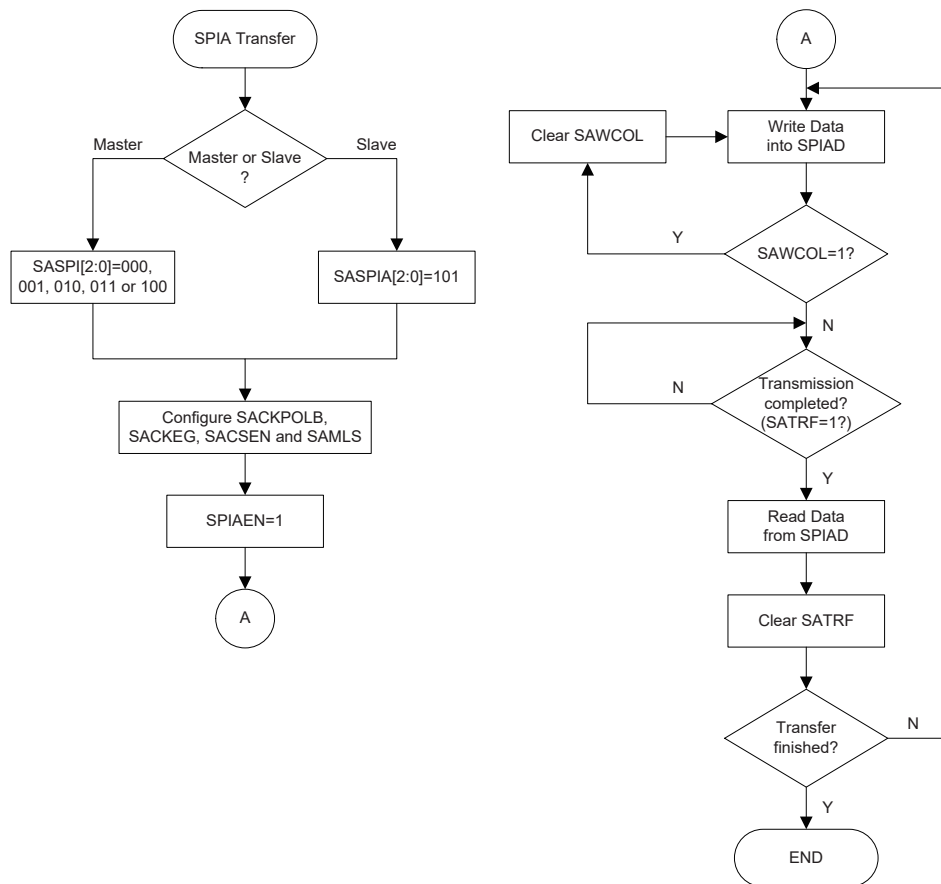 SPIA Transfer
Master
Master or Slave
?
Slave
SASPI[2:0]=000,
001, 010, 011 or 100
SASPIA[2:0]=101
Configure SACKPOLB,
SACKEG, SACSEN and SAMLS
SPIAEN=1
A
A
Clear SAWCOL
Write Data
into SPIAD
Y
SAWCOL=1?
N
N
Transmission
completed?
(SATRF=1?)
Y
Read Data
from SPIAD
Clear SATRF
Transfer
finished?
N
Y
END